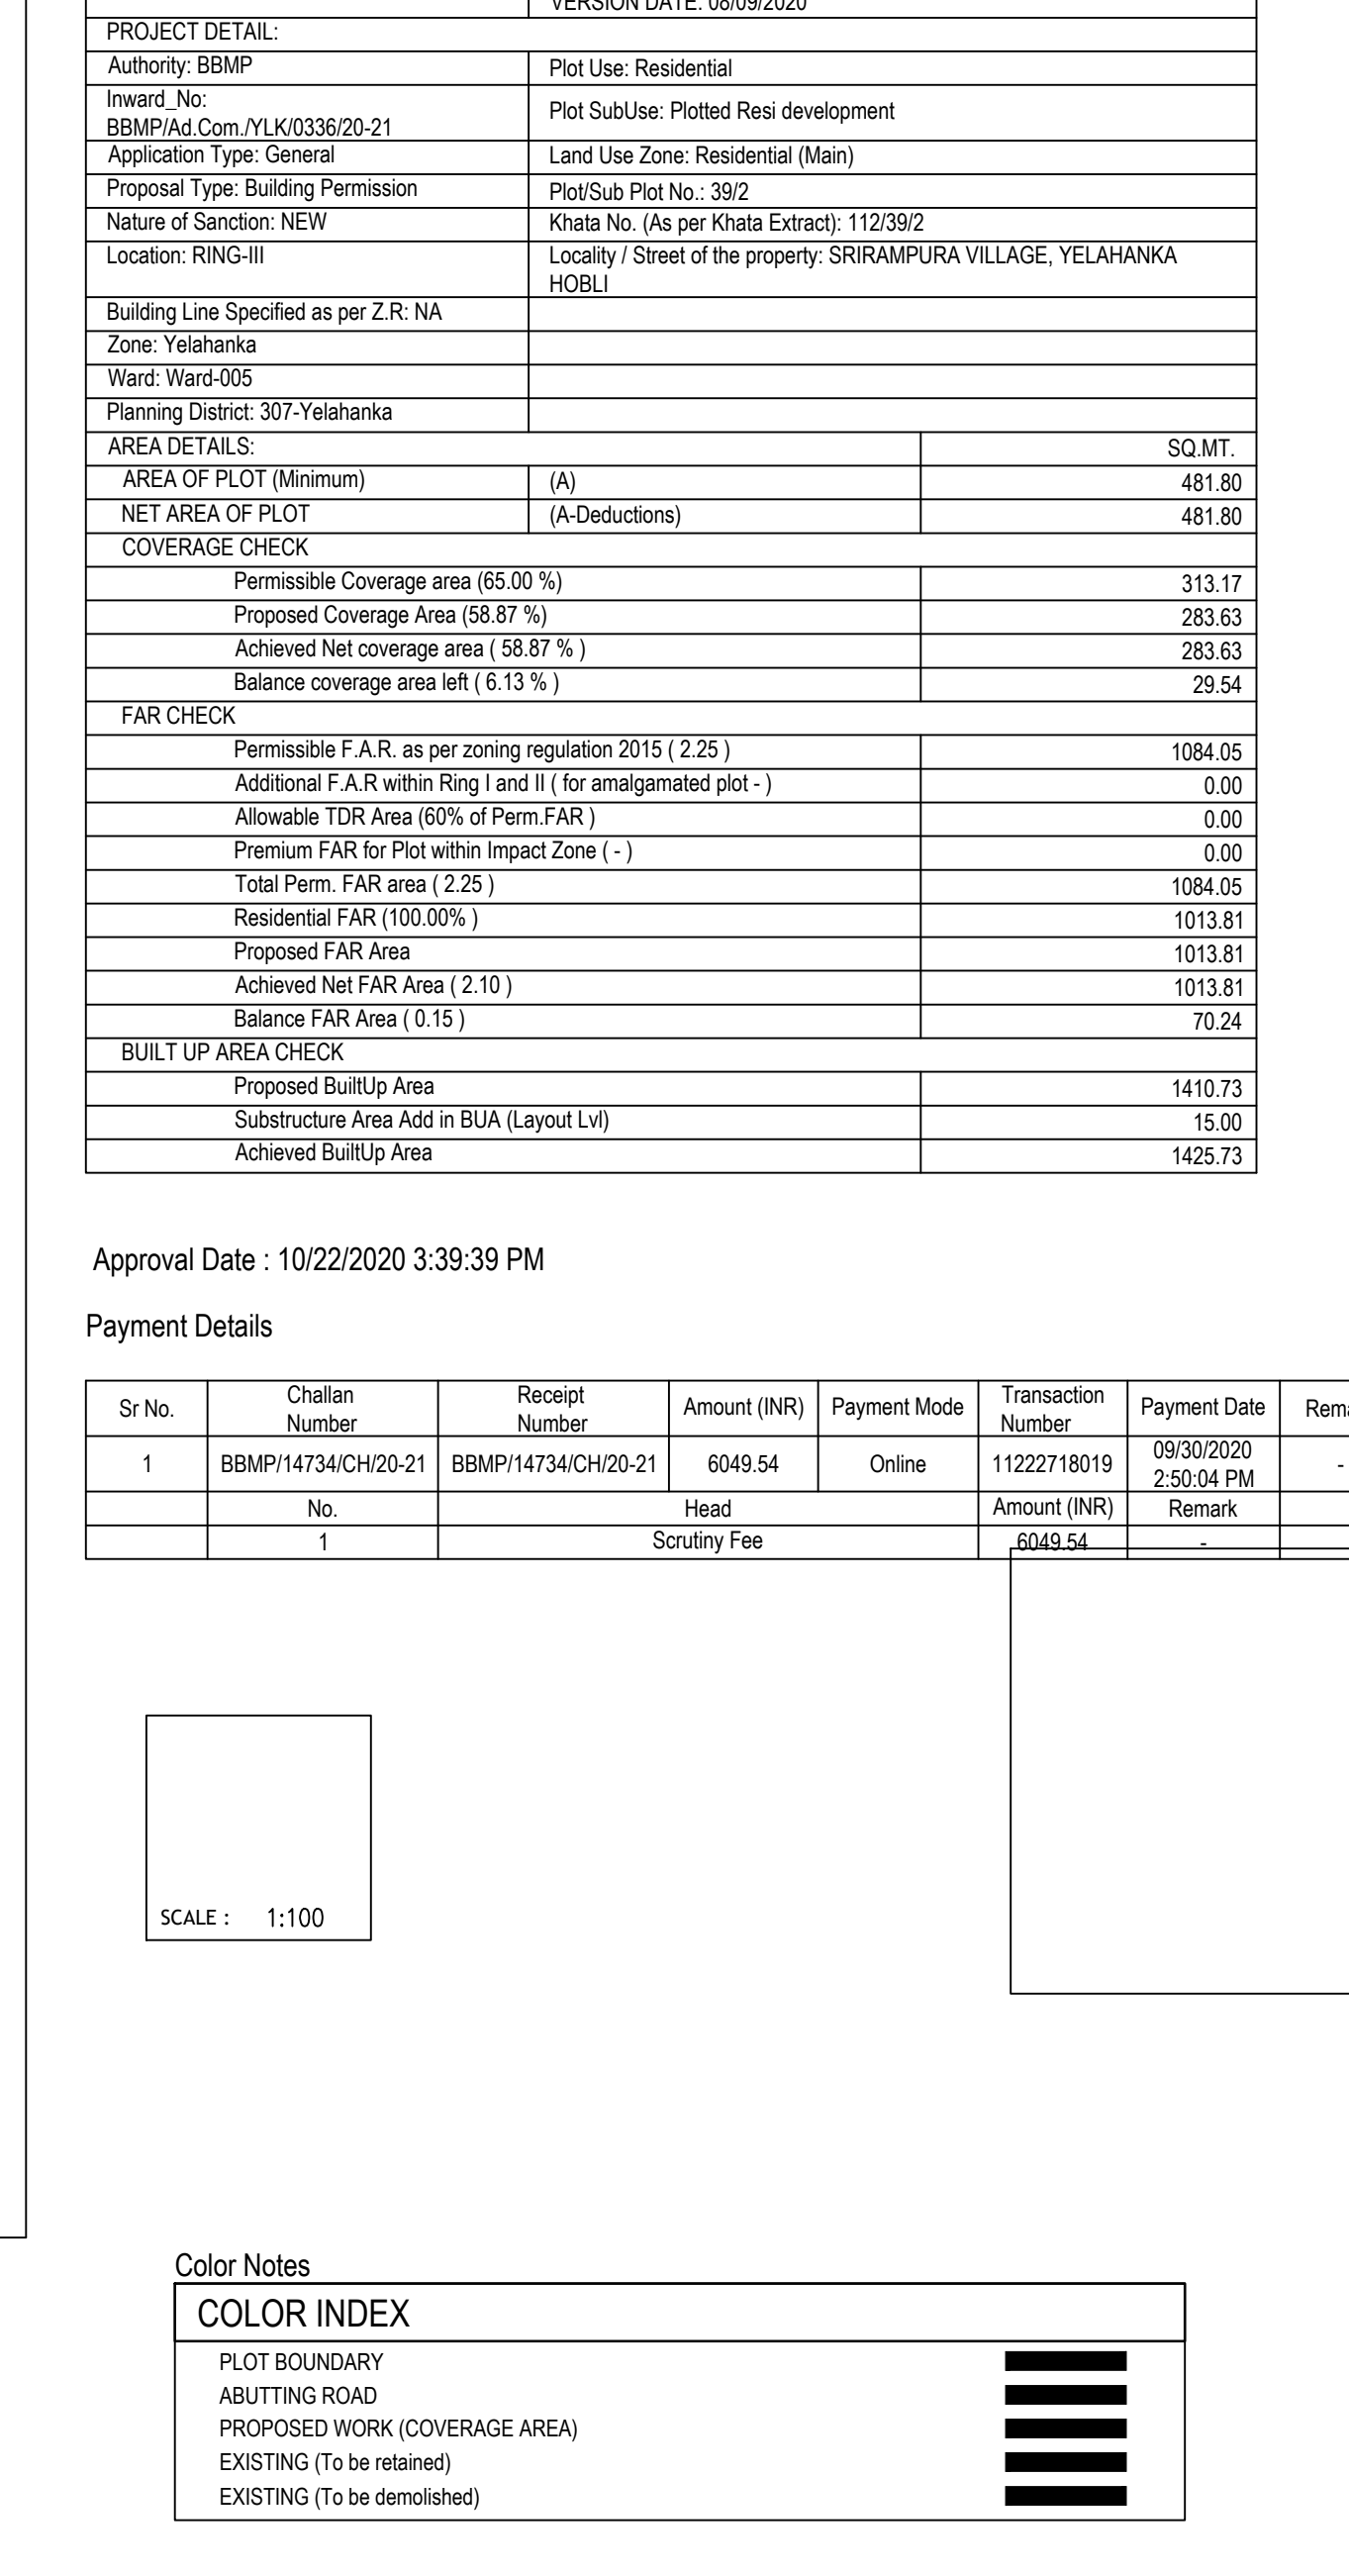 VERSION DATE: 08/09/2020
PROJECT DETAIL:
Authority: BBMP
Plot Use: Residential
Inward_No:
BBMP/Ad.Com./YLK/0336/20-21
Plot SubUse: Plotted Resi development
Application Type: General
Land Use Zone: Residential (Main)
Proposal Type: Building Permission
Plot/Sub Plot No.: 39/2
Nature of Sanction: NEW
Khata No. (As per Khata Extract): 112/39/2
Location: RING-III
Locality / Street of the property: SRIRAMPURA VILLAGE, YELAHANKA
HOBLI
Building Line Specified as per Z.R: NA
Zone: Yelahanka
Ward: Ward-005
Planning District: 307-Yelahanka
AREA DETAILS: SQ.MT.
AREA OF PLOT (Minimum) (A) 481.80
NET AREA OF PLOT (A-Deductions) 481.80
COVERAGE CHECK
Permissible Coverage area (65.00 %) 313.17
Proposed Coverage Area (58.87 %) 283.63
Achieved Net coverage area ( 58.87 % ) 283.63
Balance coverage area left ( 6.13 % ) 29.54
FAR CHECK
Permissible F.A.R. as per zoning regulation 2015 ( 2.25 ) 1084.05
Additional F.A.R within Ring I and II ( for amalgamated plot - ) 0.00
Allowable TDR Area (60% of Perm.FAR ) 0.00
Premium FAR for Plot within Impact Zone ( - ) 0.00
Total Perm. FAR area ( 2.25 ) 1084.05
Residential FAR (100.00% ) 1013.81
Proposed FAR Area 1013.81
Achieved Net FAR Area ( 2.10 ) 1013.81
Balance FAR Area ( 0.15 ) 70.24
BUILT UP AREA CHECK
Proposed BuiltUp Area 1410.73
Substructure Area Add in BUA (Layout Lvl) 15.00
Achieved BuiltUp Area 1425.73
Approval Date : 10/22/2020 3:39:39 PM
Payment Details
Sr No. Challan Number Receipt Number Amount (INR) Payment Mode Transaction Number Payment Date
1 BBMP/14734/CH/20-21 BBMP/14734/CH/20-21 6049.54 Online 11222718019 09/30/2020 2:50:04 PM -
No. Head Amount (INR) Remark
1 Scrutiny Fee 6049.54 -
SCALE : 1:100
Color Notes
COLOR INDEX
PLOT BOUNDARY
ABUTTING ROAD
PROPOSED WORK (COVERAGE AREA)
EXISTING (To be retained)
EXISTING (To be demolished)